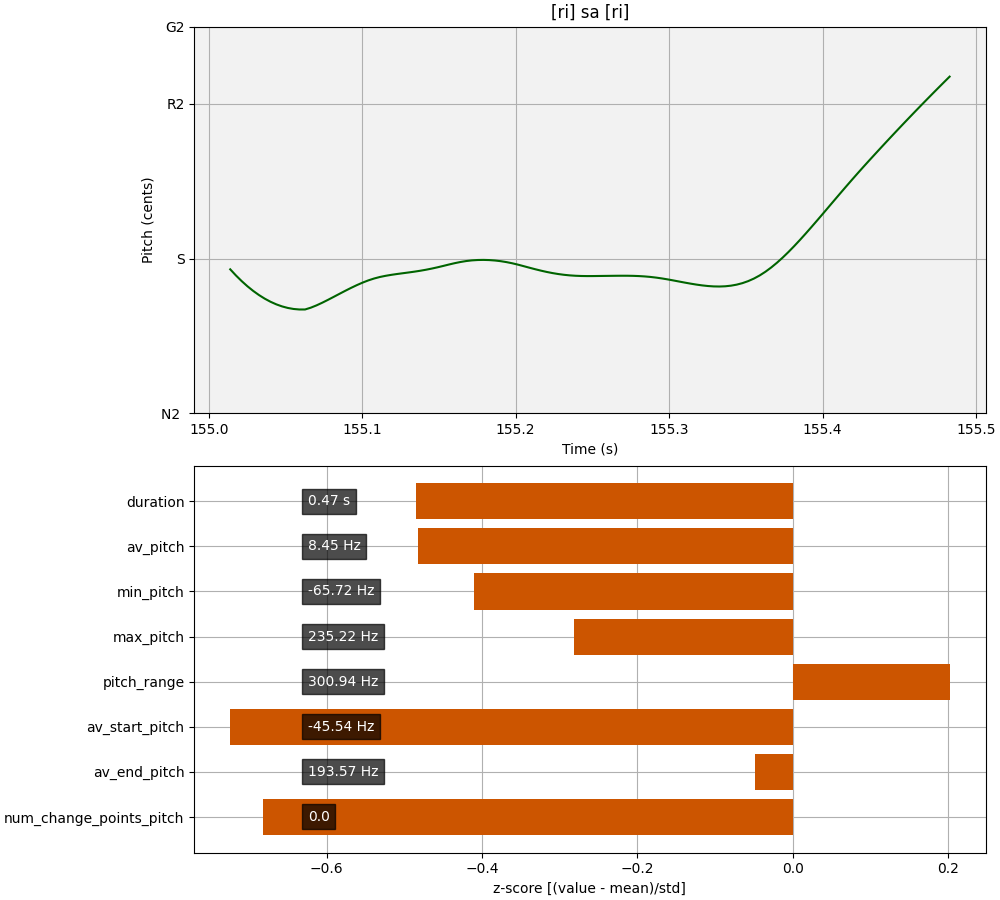 [ri] sa [ri]
G2
R2
S
N2
Pitch (cents)
155.0 155.1 155.2 155.3 155.4 155.5
Time (s)
duration 0.47 s
av_pitch 8.45 Hz
min_pitch -65.72 Hz
max_pitch 235.22 Hz
pitch_range 300.94 Hz
av_start_pitch -45.54 Hz
av_end_pitch 193.57 Hz
num_change_points_pitch 0.0
−0.6 −0.4 −0.2 0.0 0.2
z-score [(value - mean)/std]